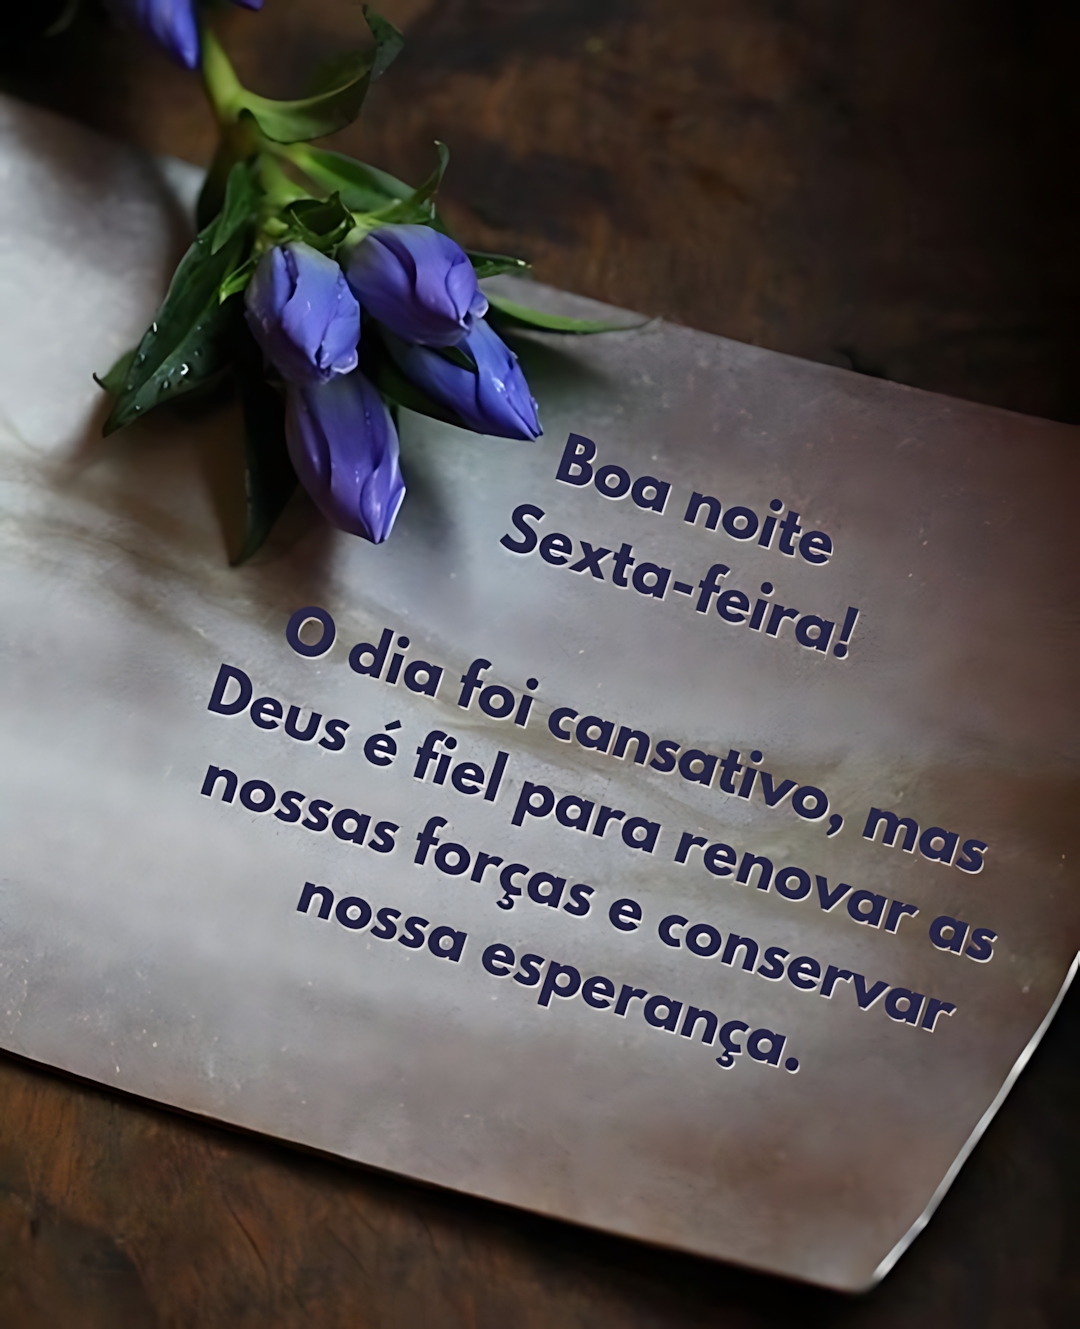 Boa noite
Sexta-feira!
O dia foi cansativo, mas
Deus é fiel para renovar as
nossas forças e conservar
nossa esperança.